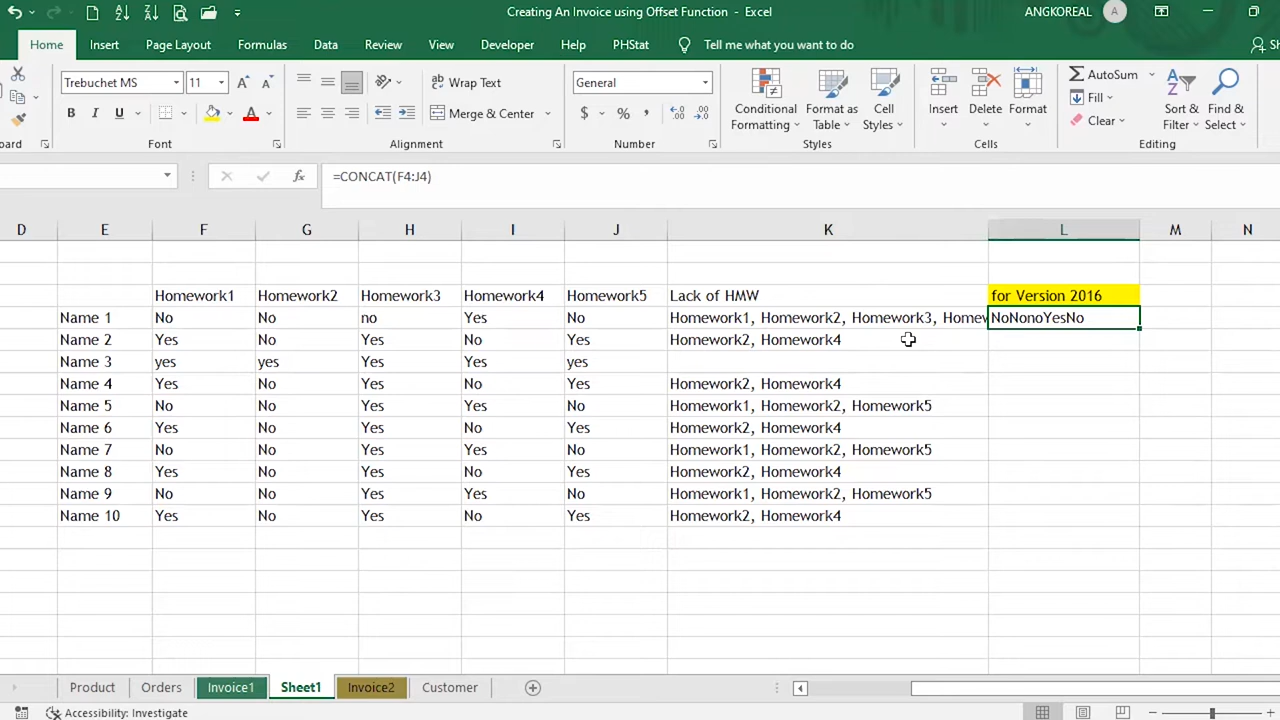 Creating An Invoice using Offset Function - Excel
ANGKOREAL
A
Home Insert Page Layout Formulas Data Review View Developer Help PHStat Tell me what you want to do
Trebuchet MS 11
Wrap Text
General
Conditional Formatting
Format as Table
Cell Styles
Insert
Delete
Format
AutoSum
Fill
Clear
Sort & Filter
Find & Select
B I U
Merge & Center
$ %
Font Alignment Number Styles Cells Editing
fx =CONCAT(F4:J4)
D E F G H I J K L M N
Homework1 Homework2 Homework3 Homework4 Homework5 Lack of HMW for Version 2016
Name 1 No No no Yes No Homework1, Homework2, Homework3, NoNonoYesNo
Name 2 Yes No Yes No Yes Homework2, Homework4
Name 3 yes yes Yes Yes yes
Name 4 Yes No Yes No Yes Homework2, Homework4
Name 5 No No Yes Yes No Homework1, Homework2, Homework5
Name 6 Yes No Yes No Yes Homework2, Homework4
Name 7 No No Yes Yes No Homework1, Homework2, Homework5
Name 8 Yes No Yes No Yes Homework2, Homework4
Name 9 No No Yes Yes No Homework1, Homework2, Homework5
Name 10 Yes No Yes No Yes Homework2, Homework4
Product Orders Invoice1 Sheet1 Invoice2 Customer
Accessibility: Investigate